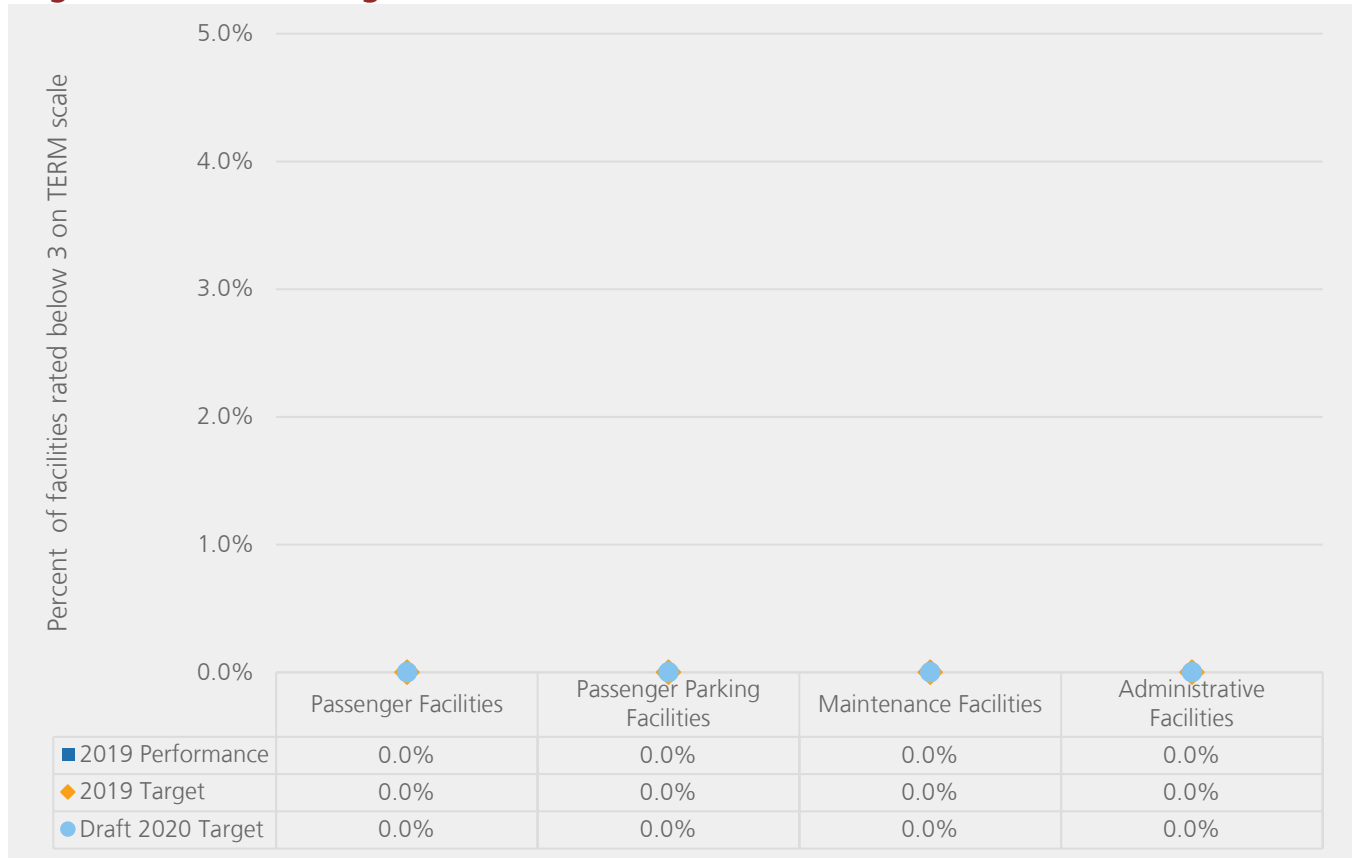 5.0%
4.0%
3.0%
2.0%
1.0%
0.0%
Percent of facilities rated below 3 on TERM scale
Passenger Facilities
Passenger Parking
Facilities
Maintenance Facilities
Administrative
Facilities
2019 Performance 0.0% 0.0% 0.0% 0.0%
2019 Target 0.0% 0.0% 0.0% 0.0%
Draft 2020 Target 0.0% 0.0% 0.0% 0.0%